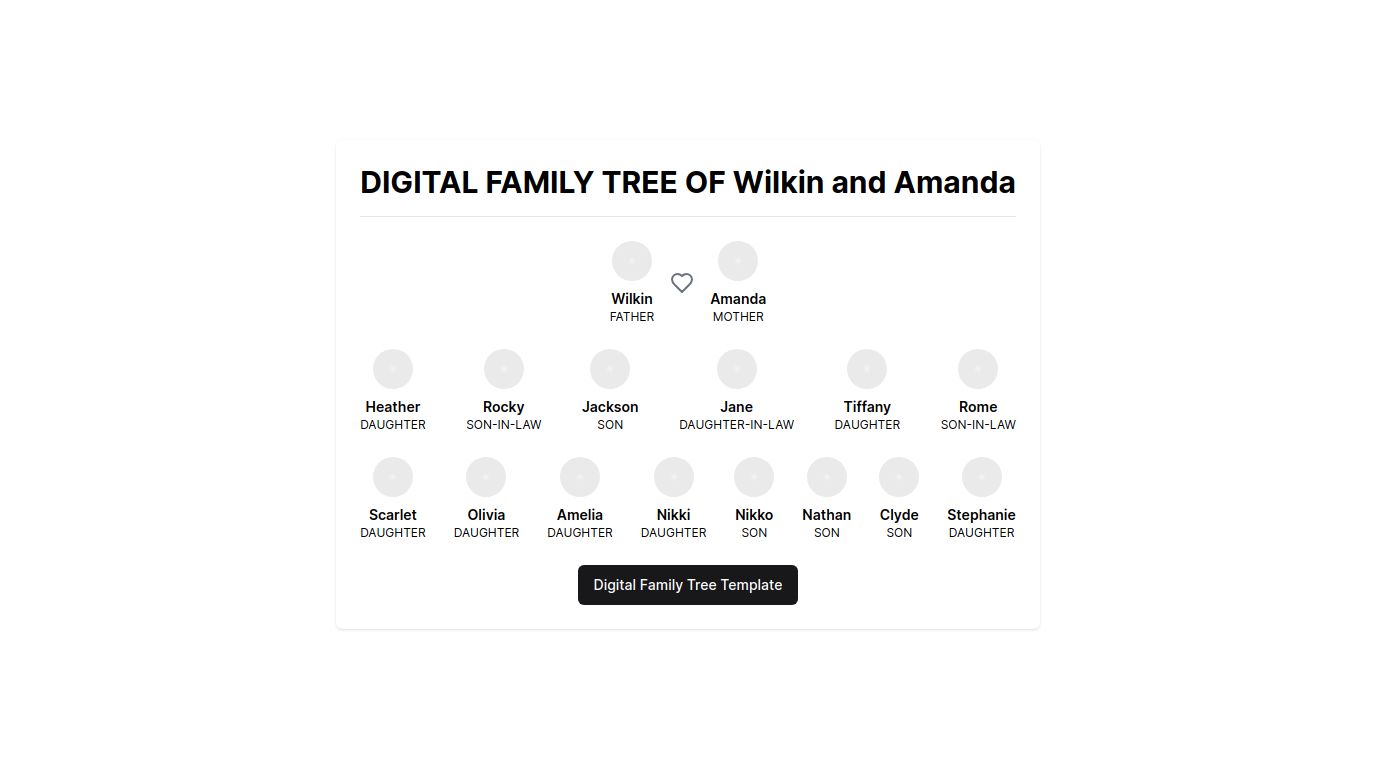 DIGITAL FAMILY TREE OF Wilkin and Amanda
Wilkin Amanda
FATHER MOTHER
Heather Rocky Jackson Jane Tiffany Rome
DAUGHTER SON-IN-LAW SON DAUGHTER-IN-LAW DAUGHTER SON-IN-LAW
Scarlet Olivia Amelia Nikki Nikko Nathan Clyde Stephanie
DAUGHTER DAUGHTER DAUGHTER DAUGHTER SON SON SON DAUGHTER
Digital Family Tree Template